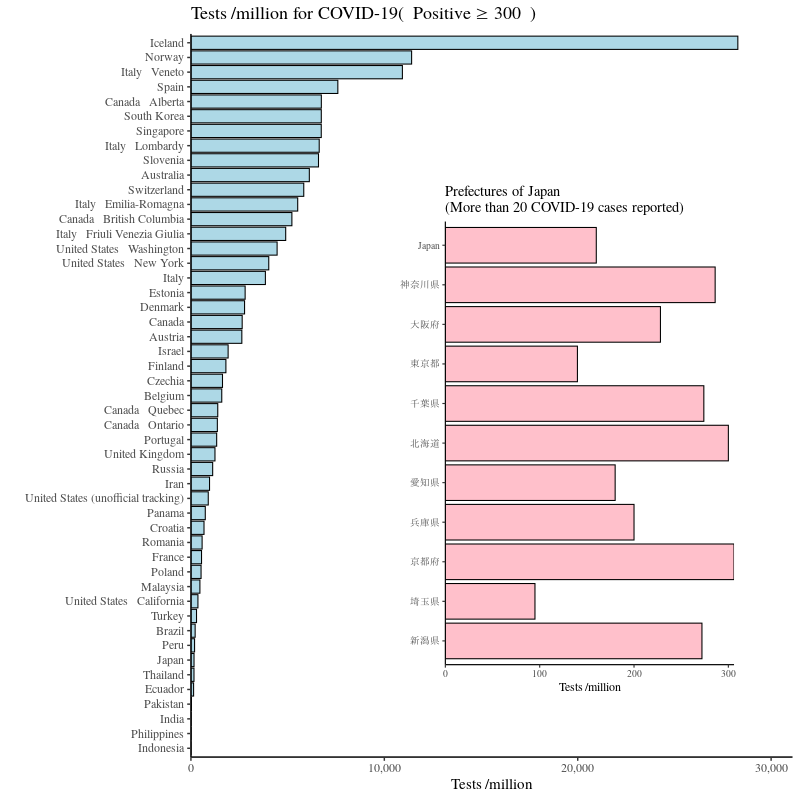 Tests /million for COVID-19(  Positive ≥ 300  )
Iceland
Norway
Italy   Veneto
Spain
Canada   Alberta
South Korea
Singapore
Italy   Lombardy
Slovenia
Australia
Switzerland
Italy   Emilia-Romagna
Canada   British Columbia
Italy   Friuli Venezia Giulia
United States   Washington
United States   New York
Italy
Estonia
Denmark
Canada
Austria
Israel
Finland
Czechia
Belgium
Canada   Quebec
Canada   Ontario
Portugal
United Kingdom
Russia
Iran
United States (unofficial tracking)
Panama
Croatia
Romania
France
Poland
Malaysia
United States   California
Turkey
Brazil
Peru
Japan
Thailand
Ecuador
Pakistan
India
Philippines
Indonesia
0 10,000 20,000 30,000
Tests /million
Prefectures of Japan
(More than 20 COVID-19 cases reported)
Japan
神奈川県
大阪府
東京都
千葉県
北海道
愛知県
兵庫県
京都府
埼玉県
新潟県
0 100 200 300
Tests /million